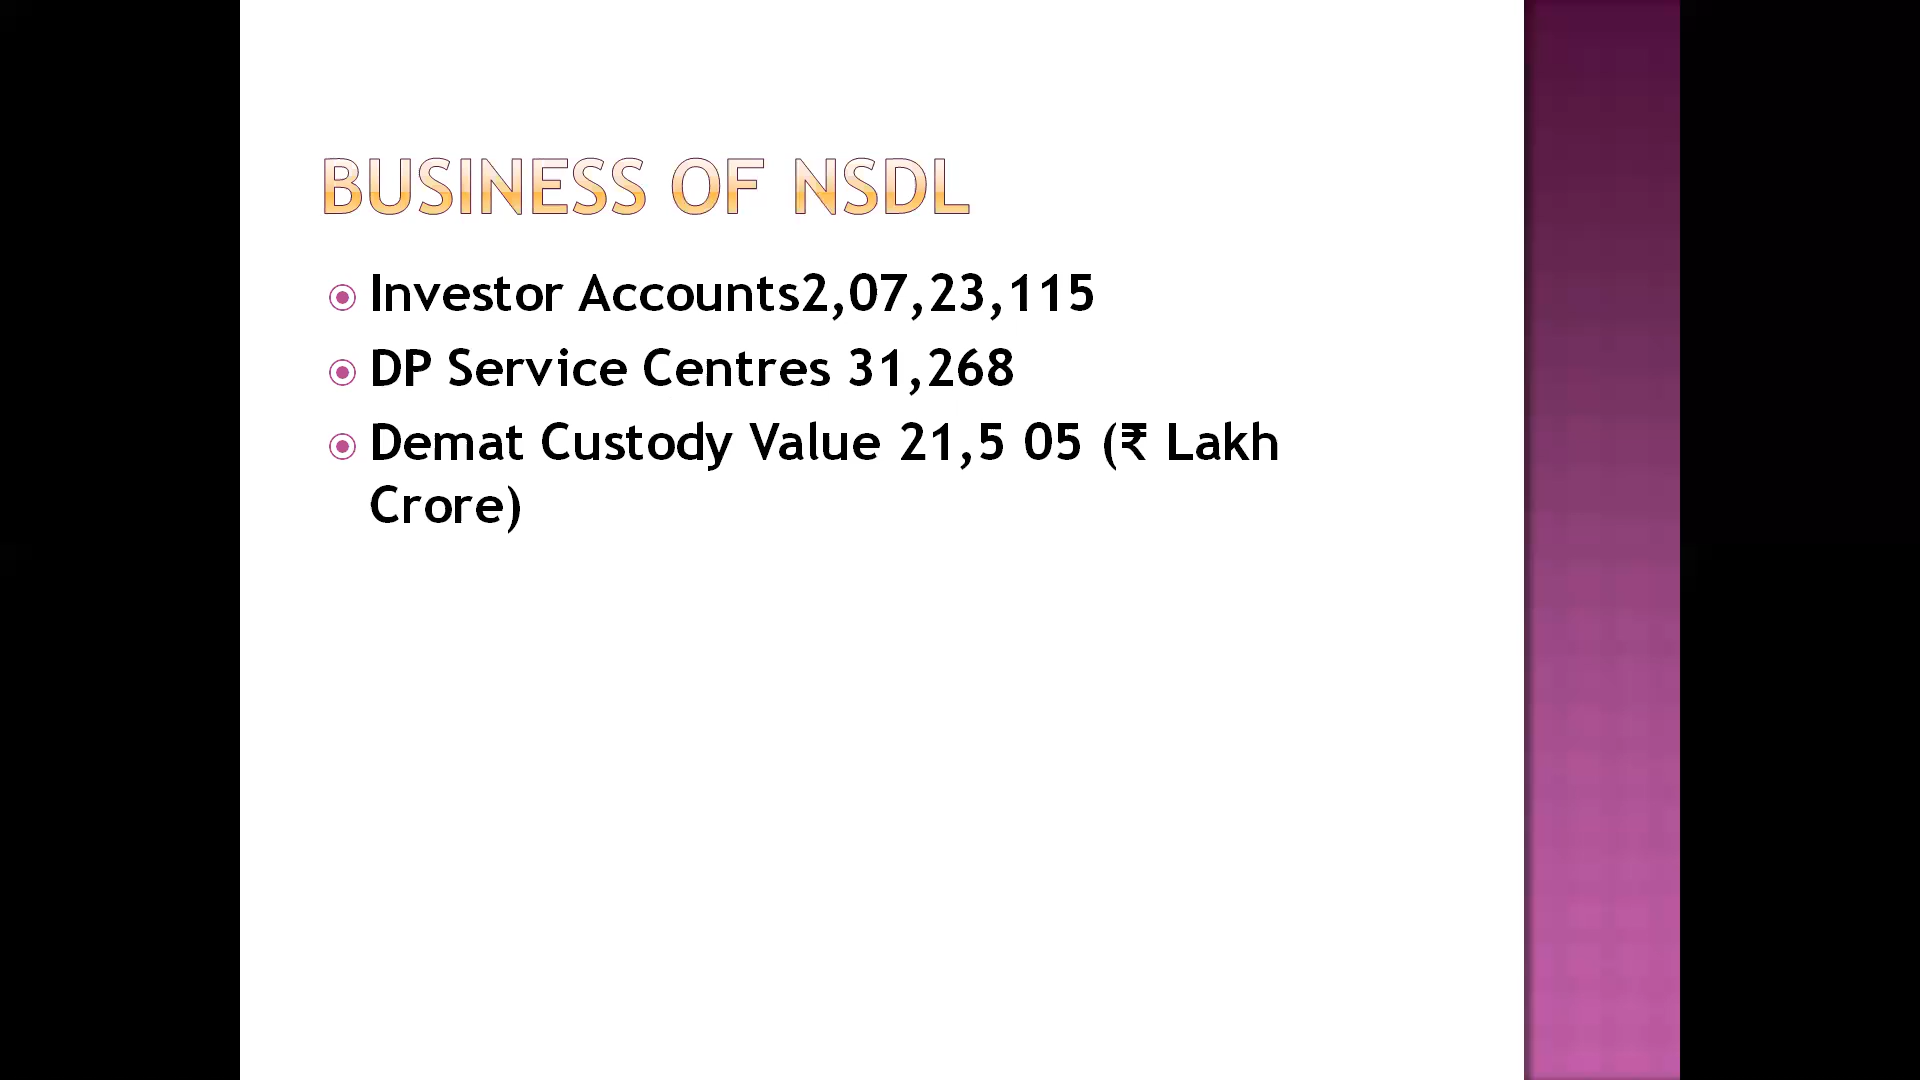 BUSINESS OF NSDL
Investor Accounts2,07,23,115
DP Service Centres 31,268
Demat Custody Value 21,5 05 (₹ Lakh
Crore)